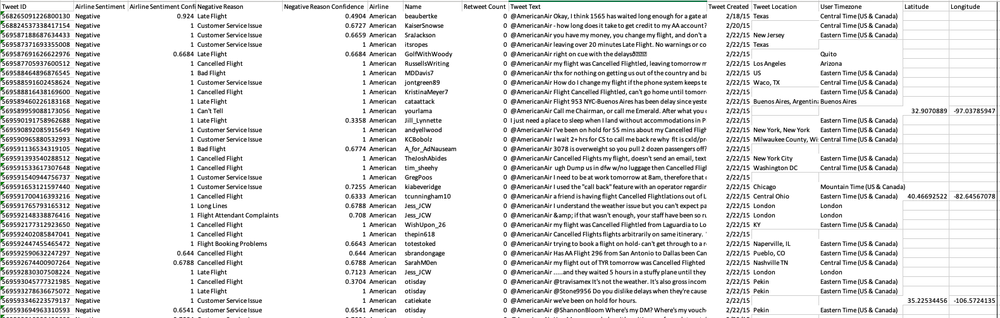 Tweet ID Airline Sentiment Airline Sentiment Confi Negative Reason Negative Reason Confidence Airline Name Retweet Count Tweet Text Tweet Created Tweet Location User Timezone Latitude Longitude
568265091226800130 Negative 0.924 Late Flight 0.4904 American beaubertke 0 @AmericanAir Okay, I think 1565 has waited long enough for a gate at 2/18/15 Texas Central Time (US & Canada)
568824537338417154 Negative 1 Customer Service Issue 0.6727 American KaiserSnowse 0 @AmericanAir - how long does it take to get credit to my AA account? 2/20/15 Central Time (US & Canada)
569587188687634433 Negative 1 Customer Service Issue 0.6659 American SraJackson 0 @AmericanAir you have my money, you change my flight, and don't a 2/22/15 New Jersey Eastern Time (US & Canada)
569587371693355008 Negative 1 Customer Service Issue 1 American itsropes 0 @AmericanAir leaving over 20 minutes Late Flight. No warnings or co 2/22/15 Texas
569587691626622976 Negative 0.6684 Late Flight 0.6684 American GolfWithWoody 0 @AmericanAir right on cue with the delays 2/22/15 Quito
569587705937600512 Negative 1 Cancelled Flight 1 American RussellsWriting 0 @AmericanAir my flight was Cancelled Flightled, leaving tomorrow m 2/22/15 Los Angeles Arizona
569588464896876545 Negative 1 Bad Flight 1 American MDDavis7 0 @AmericanAir thx for nothing on getting us out of the country and ba 2/22/15 US Eastern Time (US & Canada)
569588591602458624 Negative 1 Customer Service Issue 1 American jontgreen89 0 @AmericanAir How do I change my flight if the phone system keeps te 2/22/15 Waco, TX Central Time (US & Canada)
569588816438169600 Negative 1 Cancelled Flight 1 American KristinaMeyer7 0 @AmericanAir Flight Cancelled Flightled, can't go home until tomorr 2/22/15 Eastern Time (US & Canada)
569589460226183168 Negative 1 Late Flight 1 American cataattack 0 @AmericanAir Flight 953 NYC-Buenos Aires has been delay since yeste 2/22/15 Buenos Aires, Argentina Buenos Aires
569589959088173056 Negative 1 Can't Tell 1 American yourlama 0 @AmericanAir Call me Chairman, or call me Emerald. After what you 2/22/15 32.9070889 -97.03785947
569590191758962688 Negative 1 Late Flight 0.3358 American Jill_Lynnette 0 I just need a place to sleep when I land without accommodations in P 2/22/15 Eastern Time (US & Canada)
569590892085915649 Negative 1 Customer Service Issue 1 American andyellwood 0 @AmericanAir I've been on hold for 55 mins about my Cancelled Fligh 2/22/15 New York, New York Eastern Time (US & Canada)
569590965880532993 Negative 1 Customer Service Issue 1 American KCBobolz 0 @AmericanAir I wait 2+ hrs for CS to call me back re why flt is cxld/pr 2/22/15 Milwaukee County, Wi Central Time (US & Canada)
569591136534319105 Negative 1 Bad Flight 0.6774 American A_for_AdNauseam 0 @AmericanAir 3078 is overweight so you pull 2 dozen passengers off? 2/22/15
569591393540288512 Negative 1 Cancelled Flight 1 American TheJoshAbides 0 @AmericanAir Cancelled Flights my flight, doesn't send an email, text 2/22/15 New York City Eastern Time (US & Canada)
569591533617307648 Negative 1 Cancelled Flight 1 American tim_sheehy 0 @AmericanAir ugh Dump us in dfw w/no luggage then Cancelled Fligl 2/22/15 Washington DC Central Time (US & Canada)
569591540944756737 Negative 1 Customer Service Issue 1 American GregPoos 0 @AmericanAir I need to be at work tomorrow at 8am, therefore that 2/22/15
569591653121597440 Negative 1 Customer Service Issue 0.7255 American kiabeveridge 0 @AmericanAir I used the "call back" feature with an operator regardin 2/22/15 Chicago Mountain Time (US & Canada)
569591700416393216 Negative 1 Cancelled Flight 0.6333 American tcunningham10 0 @AmericanAir a friend is having flight Cancelled Flightlations out of L 2/22/15 Central Ohio Eastern Time (US & Canada) 40.46692522 -82.64567078
569591765793165312 Negative 1 Long Lines 0.6788 American Jess_JCW 0 @AmericanAir I understand the weather issue but you can't expect pa 2/22/15 London London
569592148338876416 Negative 1 Flight Attendant Complaints 0.708 American Jess_JCW 0 @AmericanAir &amp; if that wasn't enough, your staff have been so ru 2/22/15 London London
569592177312923650 Negative 1 Cancelled Flight 1 American WishUpon_26 0 @AmericanAir my flight was Cancelled Flightled from Laguardia to Lo 2/22/15 KY Eastern Time (US & Canada)
569592402085847041 Negative 1 Cancelled Flight 1 American thepin618 0 @AmericanAir Cancelled Flights flights arbitrarily on same itinerary. 2/22/15
569592447455465472 Negative 1 Flight Booking Problems 0.6643 American totestoked 0 @AmericanAir trying to book a flight on hold- can't get through to a r 2/22/15 Naperville, IL Eastern Time (US & Canada)
569592590632247297 Negative 0.644 Cancelled Flight 0.644 American sbrandongage 0 @AmericanAir Has AA Flight 296 from San Antonio to Dallas been Can 2/22/15 Pueblo, CO Eastern Time (US & Canada)
569592674400907264 Negative 0.6788 Cancelled Flight 0.6788 American SarahM0en 0 @AmericanAir my flight out of TYR tomorrow was Cancelled Flighted 2/22/15 Nashville TN Central Time (US & Canada)
569592830307508224 Negative 1 Late Flight 0.7123 American Jess_JCW 0 @AmericanAir .....and they waited 5 hours in a stuffy plane until they 2/22/15 London London
569593045777321985 Negative 1 Cancelled Flight 0.3704 American otisday 0 @AmericanAir @travisamex It's not the weather. It's also gross incom 2/22/15 Pekin Eastern Time (US & Canada)
569593278636675072 Negative 1 Late Flight 1 American otisday 0 @AmericanAir @Stone9956 Do you dislike delays when they're cause 2/22/15 Pekin Eastern Time (US & Canada)
569593346223579137 Negative 1 Customer Service Issue 1 American catiekate 0 @AmericanAir we've been on hold for hours. 2/22/15 35.22534456 -106.5724135
569593694963310593 Negative 0.6541 Customer Service Issue 0.6541 American otisday 0 @AmericanAir @ShannonBloom Where's my DM? Where's my vouch 2/22/15 Pekin Eastern Time (US & Canada)